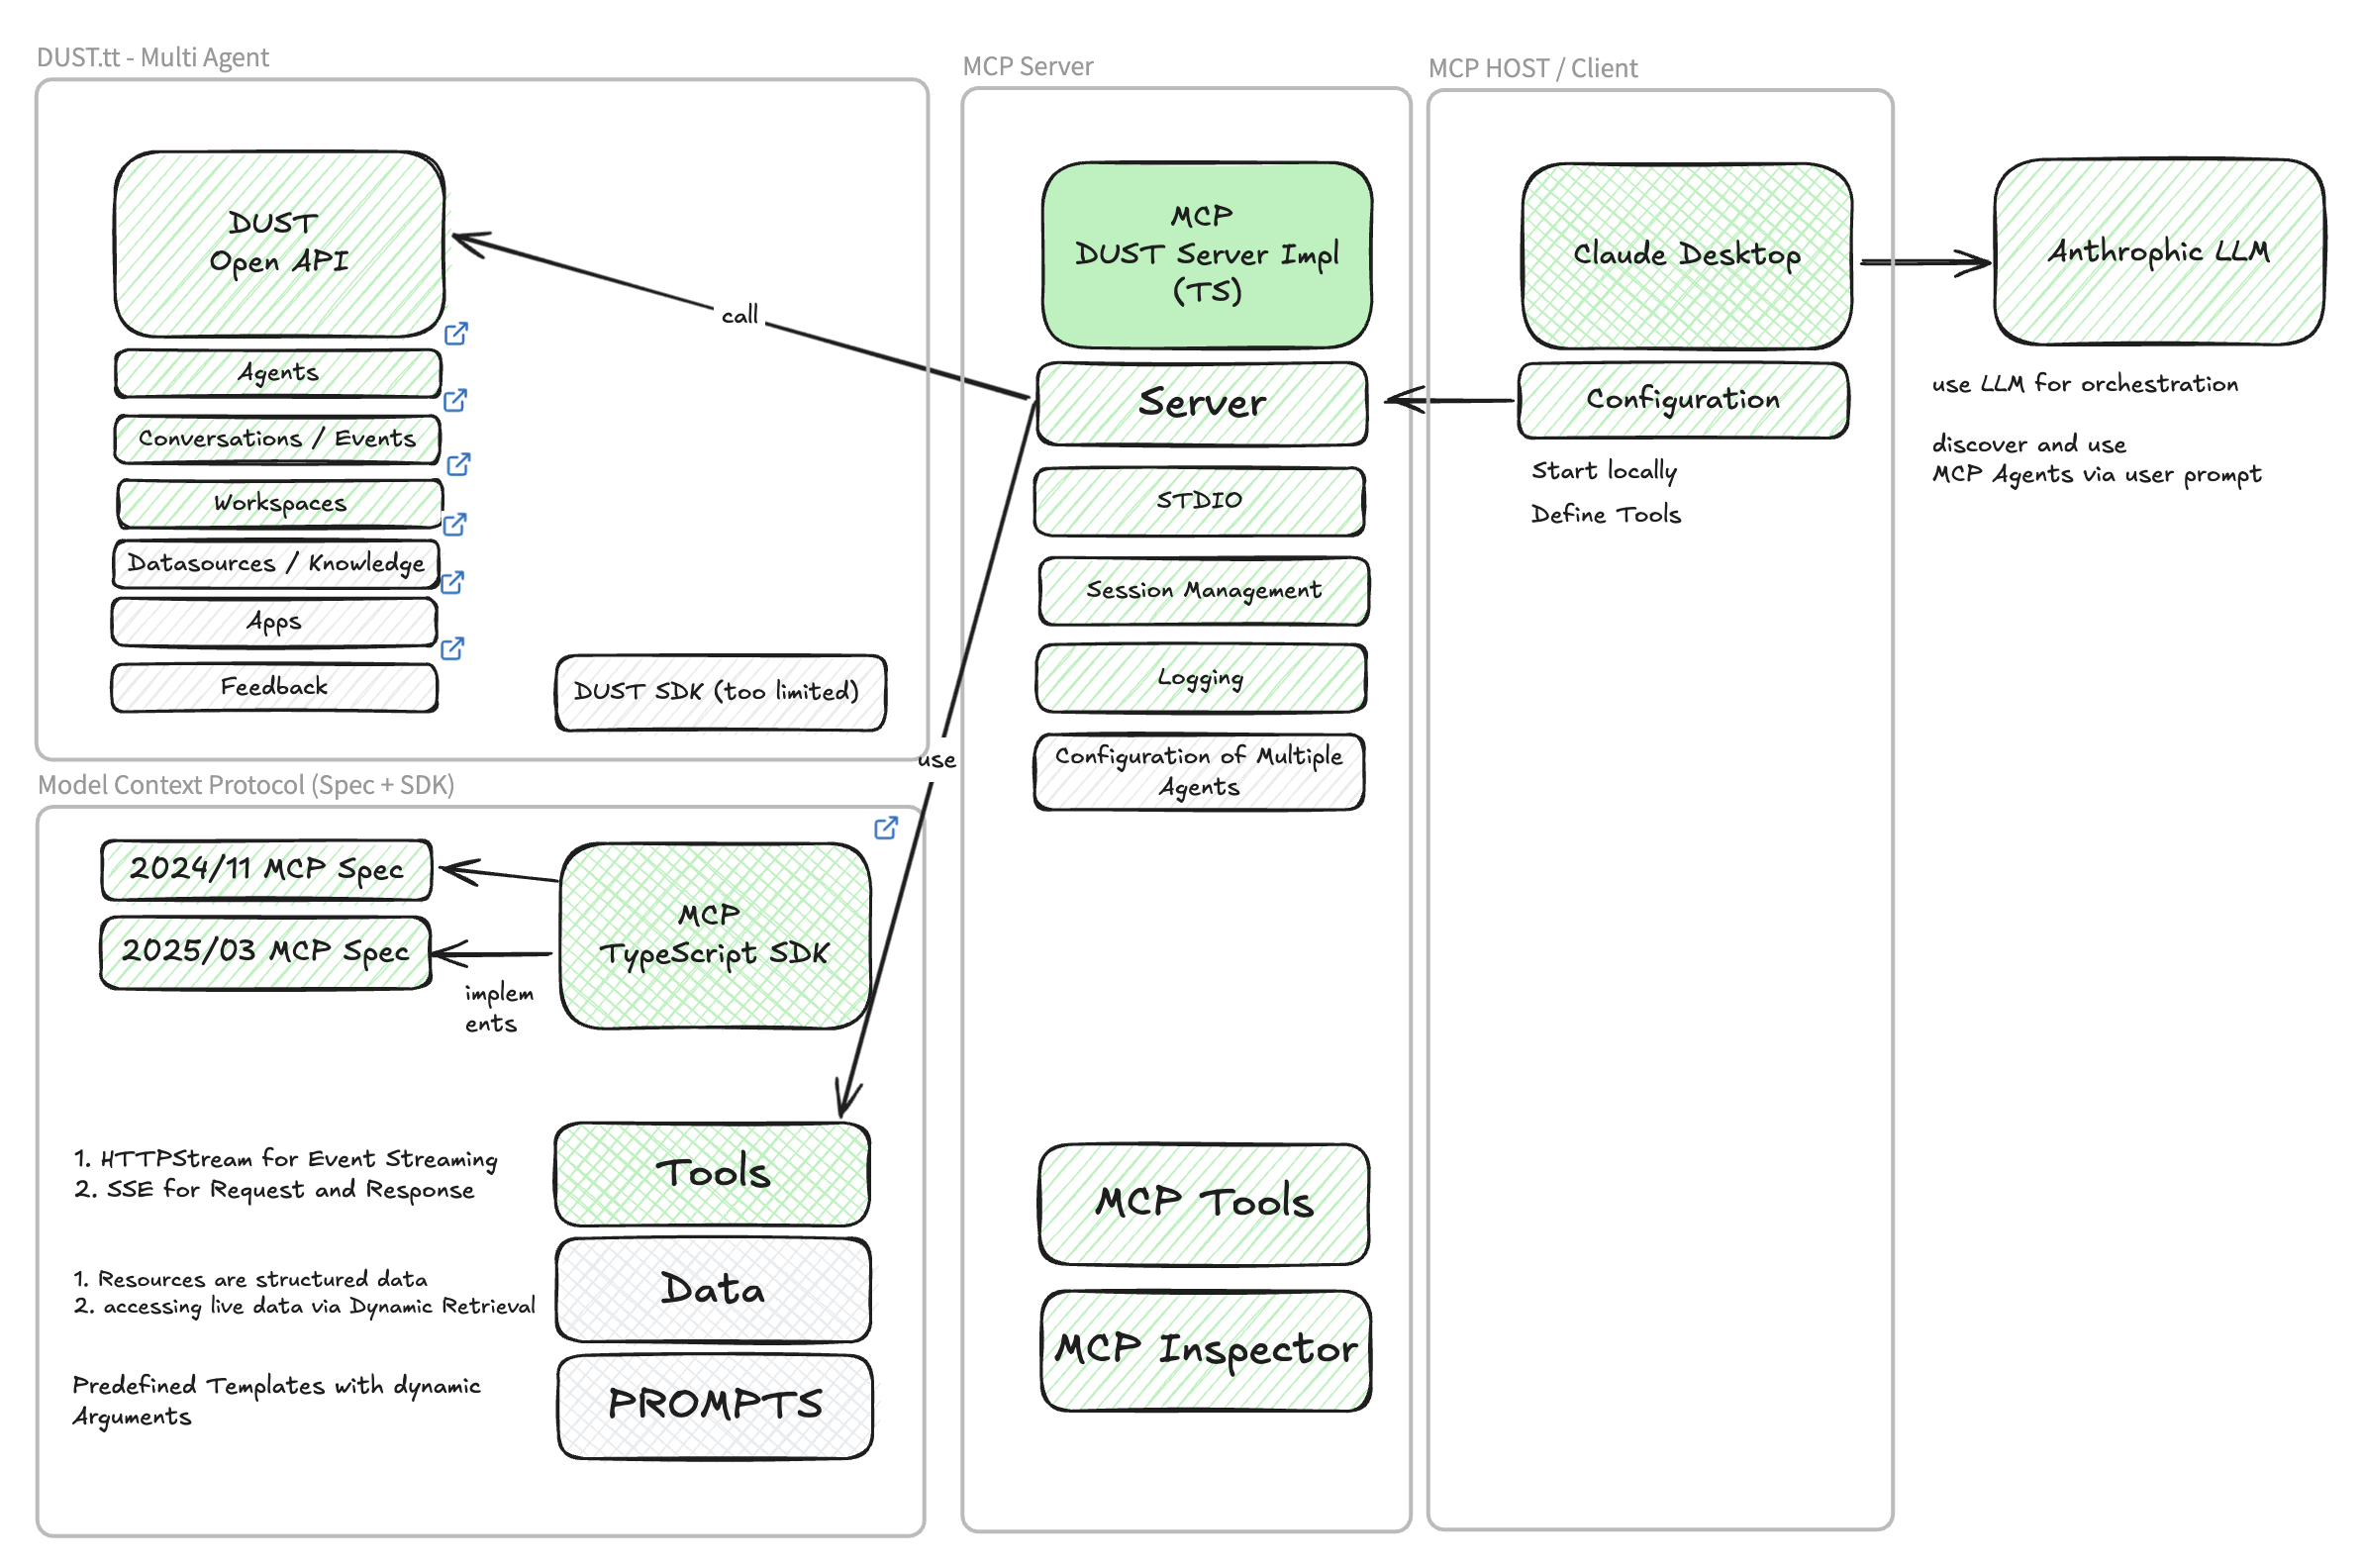 DUST.tt - Multi Agent
DUST
Open API
Agents
Conversations / Events
Workspaces
Datasources / Knowledge
Apps
Feedback
DUST SDK (too limited)
call
use
Model Context Protocol (Spec + SDK)
2024/11 MCP Spec
2025/03 MCP Spec
implem
ents
MCP
TypeScript SDK
1. HTTPStream for Event Streaming
2. SSE for Request and Response
Tools
1. Resources are structured data
2. accessing live data via Dynamic Retrieval
Data
Predefined Templates with dynamic
Arguments
PROMPTS
MCP Server
MCP
DUST Server Impl
(TS)
Server
STDIO
Session Management
Logging
Configuration of Multiple
Agents
MCP Tools
MCP Inspector
MCP HOST / Client
Claude Desktop
Configuration
Start locally
Define Tools
Anthrophic LLM
use LLM for orchestration
discover and use
MCP Agents via user prompt